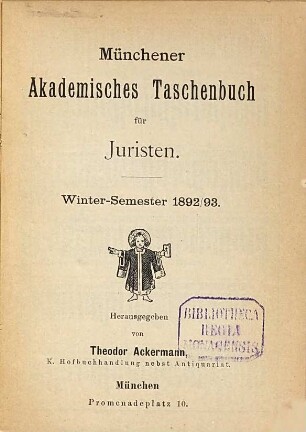 Münchener
Akademisches Taschenbuch
für
Juristen.
Winter-Semester 1892/93.
Herausgegeben
von
Theodor Ackermann,
K. Hofbuchhandlung nebst Antiquariat.
München
Promenadeplatz 10.
BIBLIOTHECA
REGIA
MONACENSIS